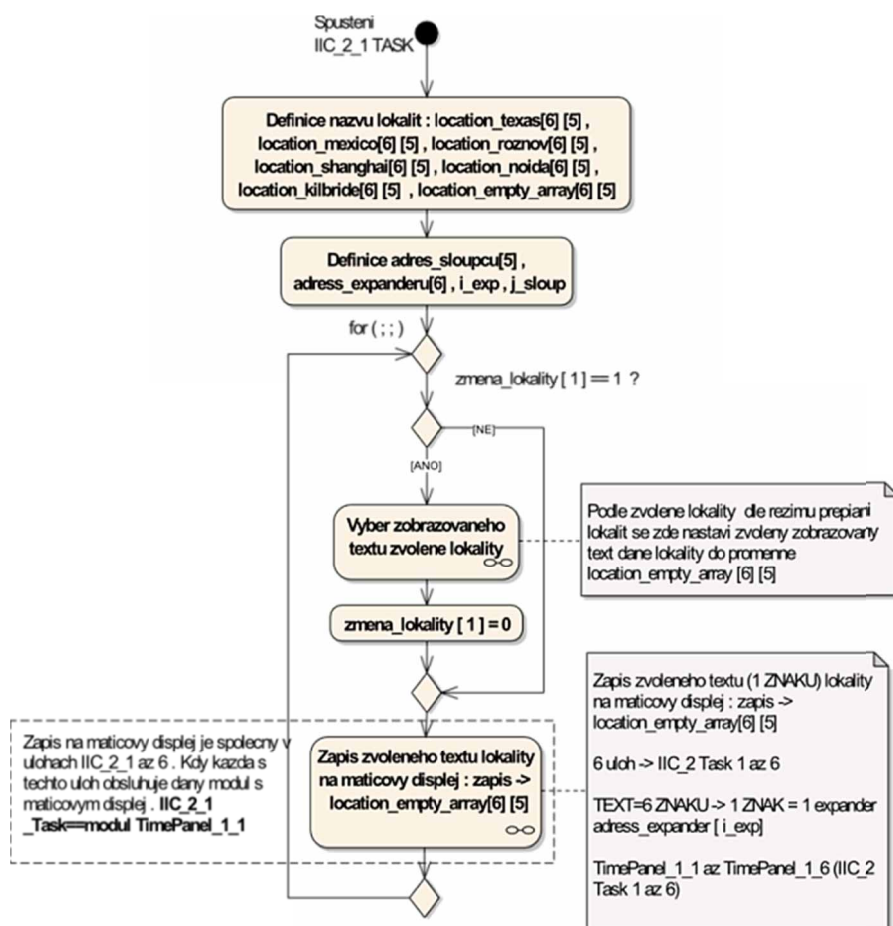 Spusteni
IIC_2_1 TASK
Definice nazvu lokalit : location_texas[6] [5] ,
location_mexico[6] [5] , location_roznov[6] [5] ,
location_shanghai[6] [5] , location_noida[6] [5] ,
location_kilbride[6] [5] , location_empty_array[6] [5]
Definice adres_sloupcu[5] ,
adress_expanderu[6] , i_exp , j_sloup
for ( ; ; )
zmena_lokality [ 1 ] == 1 ?
[NE]
[ANO]
Vyber zobrazovaneho
textu zvolene lokality
Podle zvolene lokality dle rezimu prepiani
lokalit se zde nastavi zvoleny zobrazovany
text dane lokality do promenne
location_empty_array [6] [5]
zmena_lokality [ 1 ] = 0
Zapis na maticovy displej je spolecny v
ulohach IIC_2_1 az 6 . Kdy kazda s
techto uloh obsluhuje dany modul s
maticovym displej . IIC_2_1
_Task==modul TimePanel_1_1
Zapis zvoleneho textu lokality
na maticovy displej : zapis ->
location_empty_array[6] [5]
Zapis zvoleneho textu (1 ZNAKU) lokality
na maticovy displej : zapis ->
location_empty_array[6] [5]
6 uloh -> IIC_2 Task 1 az 6
TEXT=6 ZNAKU -> 1 ZNAK = 1 expander
adress_expander [ i_exp]
TimePanel_1_1 az TimePanel_1_6 (IIC_2
Task 1 az 6)